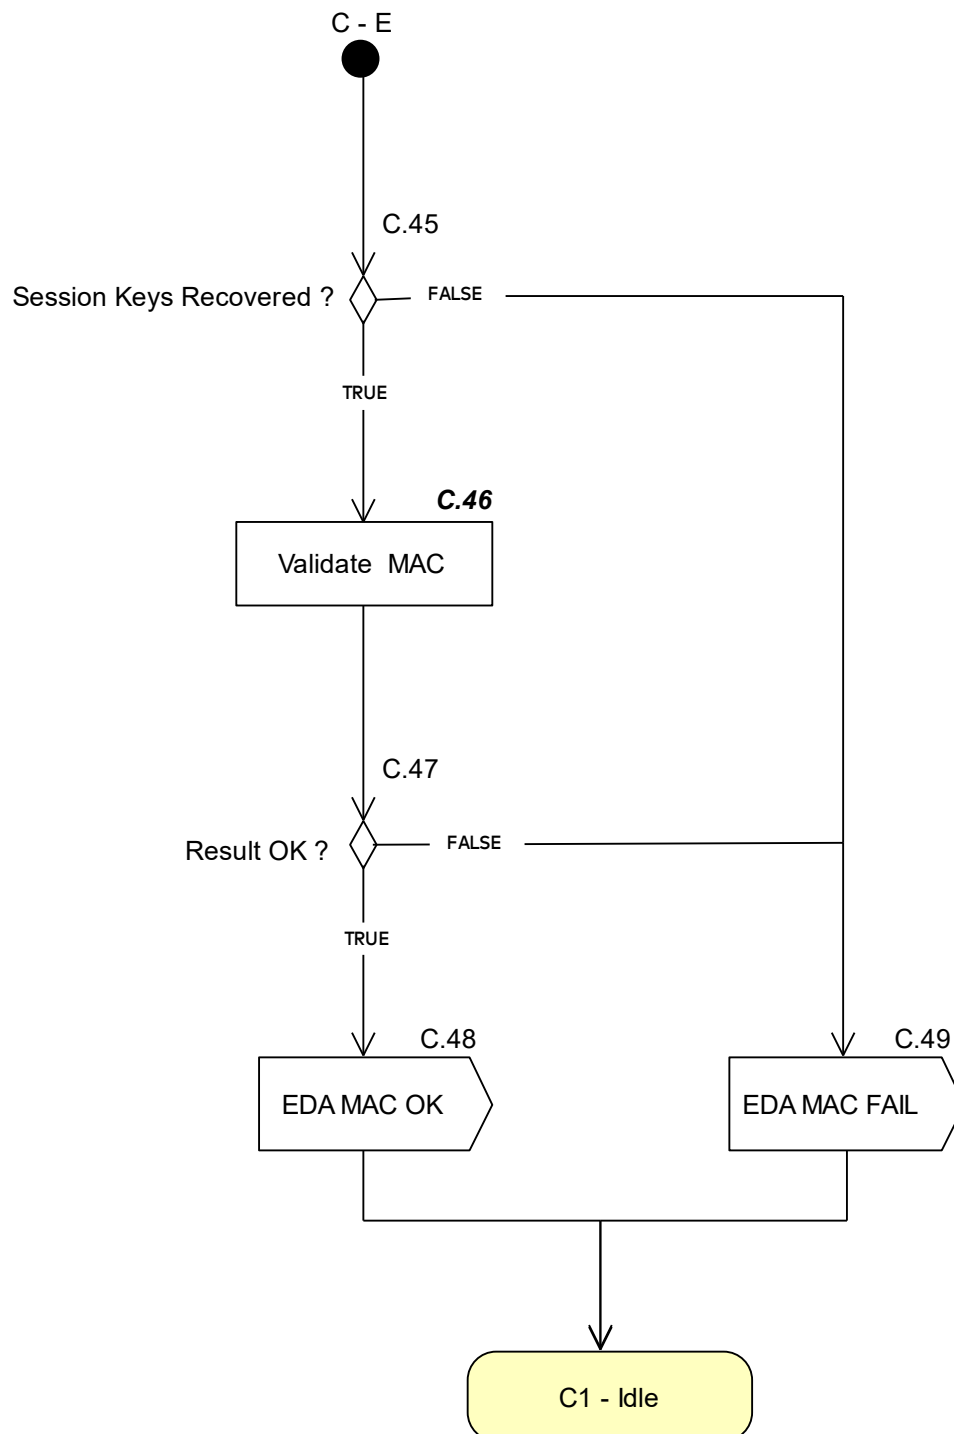 C - E
C.45
Session Keys Recovered ?
FALSE
TRUE
C.46
Validate MAC
C.47
Result OK ?
FALSE
TRUE
C.48
C.49
EDA MAC OK
EDA MAC FAIL
C1 - Idle